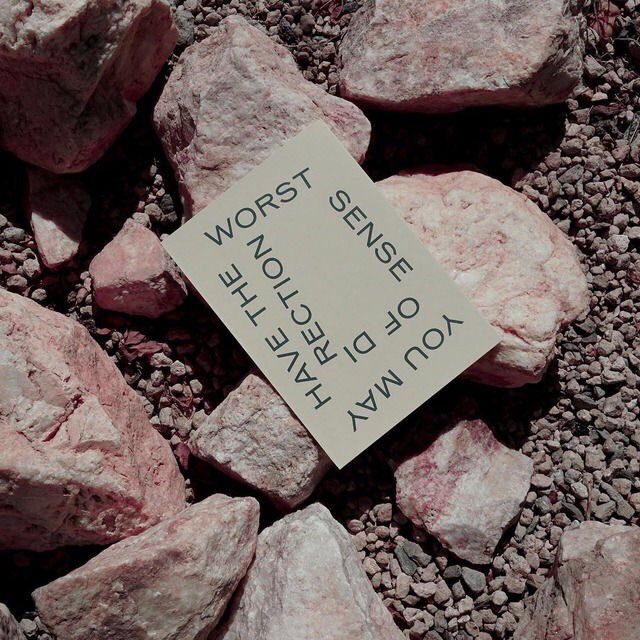 YOU MAY
HAVE THE
WORST
SENSE
OF DI
RECTION